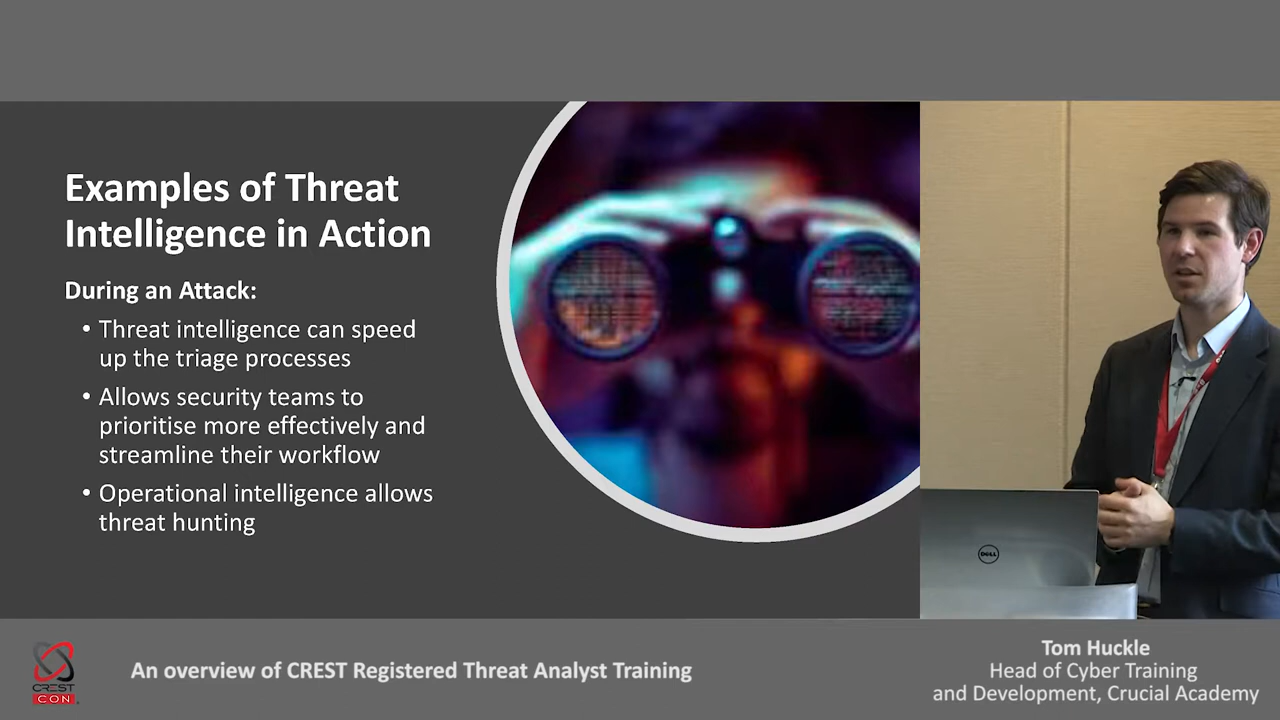 Examples of Threat
Intelligence in Action
During an Attack:
• Threat intelligence can speed
up the triage processes
• Allows security teams to
prioritise more effectively and
streamline their workflow
• Operational intelligence allows
threat hunting
DELL
CREST
CON
An overview of CREST Registered Threat Analyst Training
Tom Huckle
Head of Cyber Training
and Development, Crucial Academy